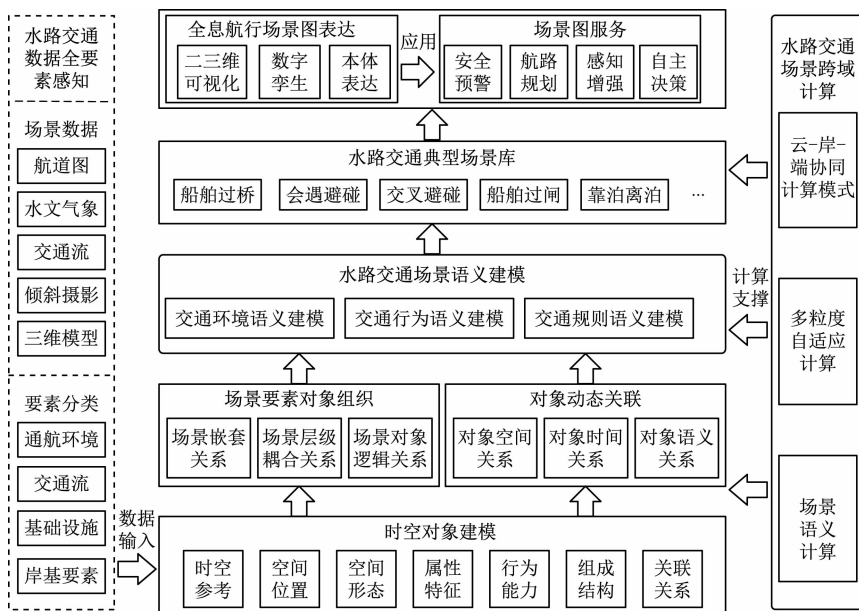 水路交通
数据全要
素感知
场景数据
航道图
水文气象
交通流
倾斜摄影
三维模型
要素分类
通航环境
交通流
基础设施
岸基要素
数据
输入
全息航行场景图表达
二三维
可视化
数字
孪生
本体
表达
应用
场景图服务
安全
预警
航路
规划
感知
增强
自主
决策
水路交通典型场景库
船舶过桥
会遇避碰
交叉避碰
船舶过闸
靠泊离泊
...
水路交通场景语义建模
交通环境语义建模
交通行为语义建模
交通规则语义建模
场景要素对象组织
场景嵌套
关系
场景层级
耦合关系
场景对象
逻辑关系
对象动态关联
对象空间
关系
对象时间
关系
对象语义
关系
时空对象建模
时空
参考
空间
位置
空间
形态
属性
特征
行为
能力
组成
结构
关联
关系
计算
支撑
水路交通
场景跨域
计算
云-岸-
端协同
计算模式
多粒度
自适应
计算
场景
语义
计算